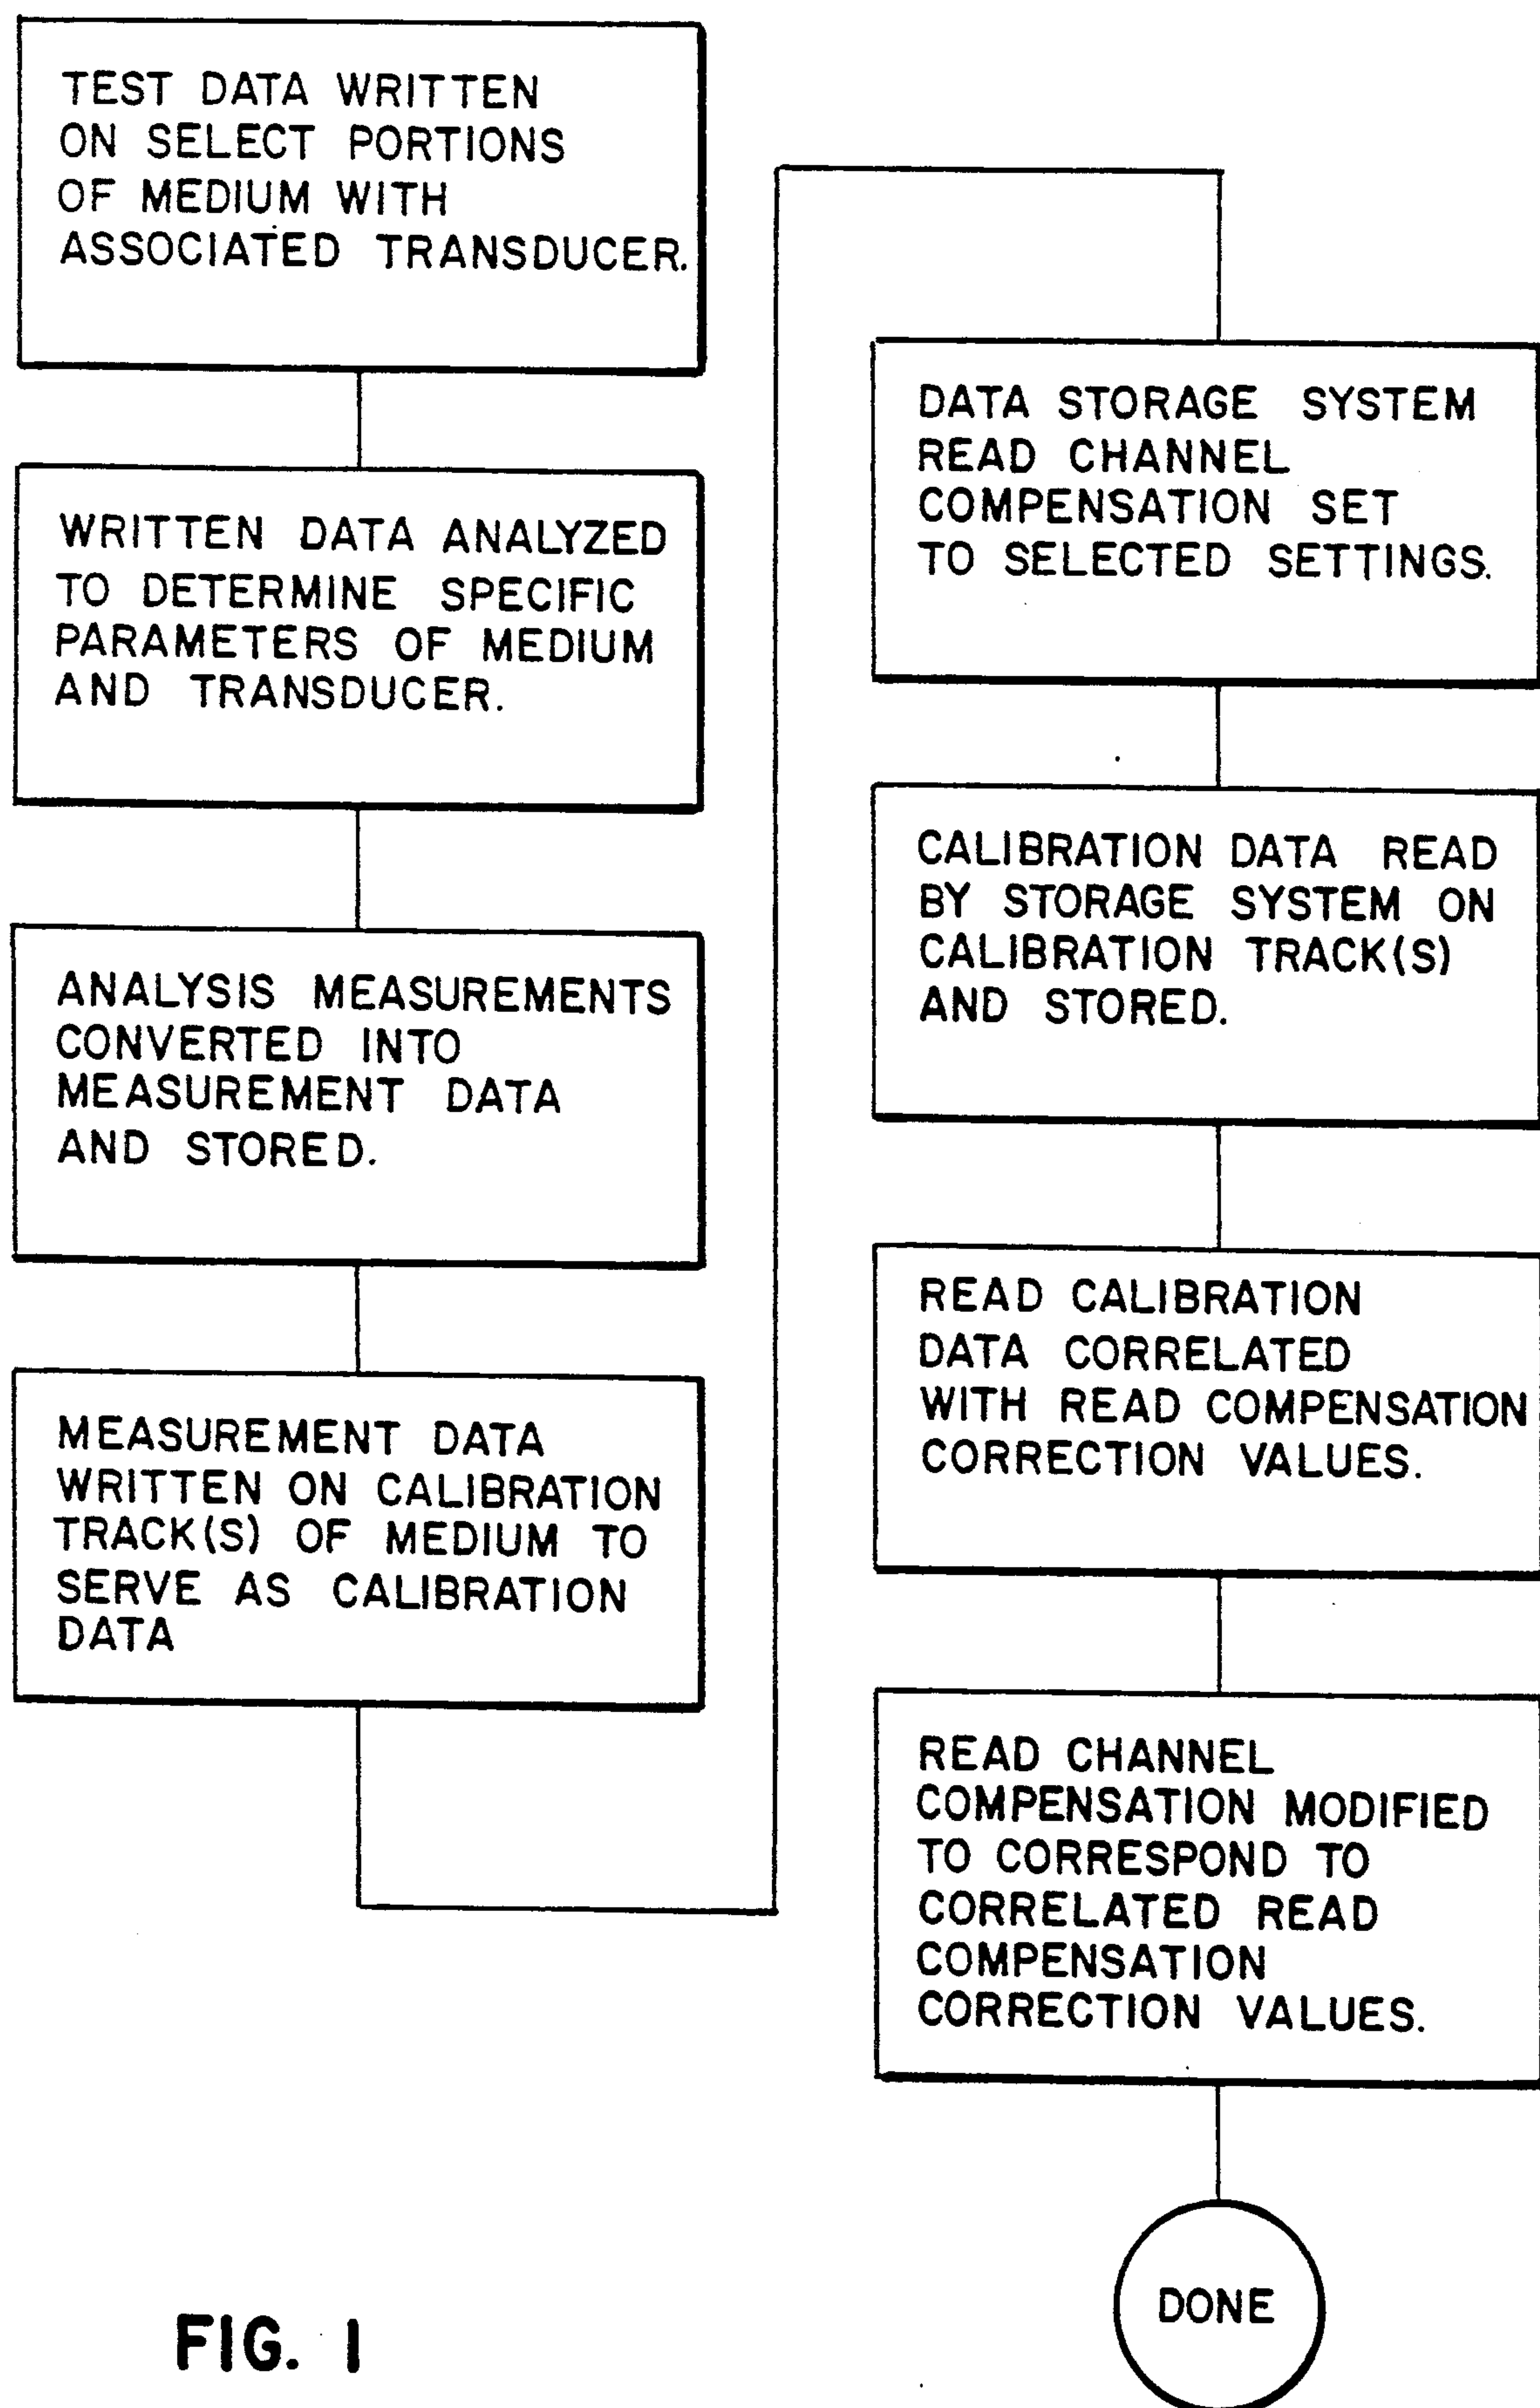 TEST DATA WRITTEN
ON SELECT PORTIONS
OF MEDIUM WITH
ASSOCIATED TRANSDUCER.
WRITTEN DATA ANALYZED
TO DETERMINE SPECIFIC
PARAMETERS OF MEDIUM
AND TRANSDUCER.
ANALYSIS MEASUREMENTS
CONVERTED INTO
MEASUREMENT DATA
AND STORED.
MEASUREMENT DATA
WRITTEN ON CALIBRATION
TRACK(S) OF MEDIUM TO
SERVE AS CALIBRATION
DATA
DATA STORAGE SYSTEM
READ CHANNEL
COMPENSATION SET
TO SELECTED SETTINGS.
CALIBRATION DATA READ
BY STORAGE SYSTEM ON
CALIBRATION TRACK(S)
AND STORED.
READ CALIBRATION
DATA CORRELATED
WITH READ COMPENSATION
CORRECTION VALUES.
READ CHANNEL
COMPENSATION MODIFIED
TO CORRESPOND TO
CORRELATED READ
COMPENSATION
CORRECTION VALUES.
DONE
FIG. 1